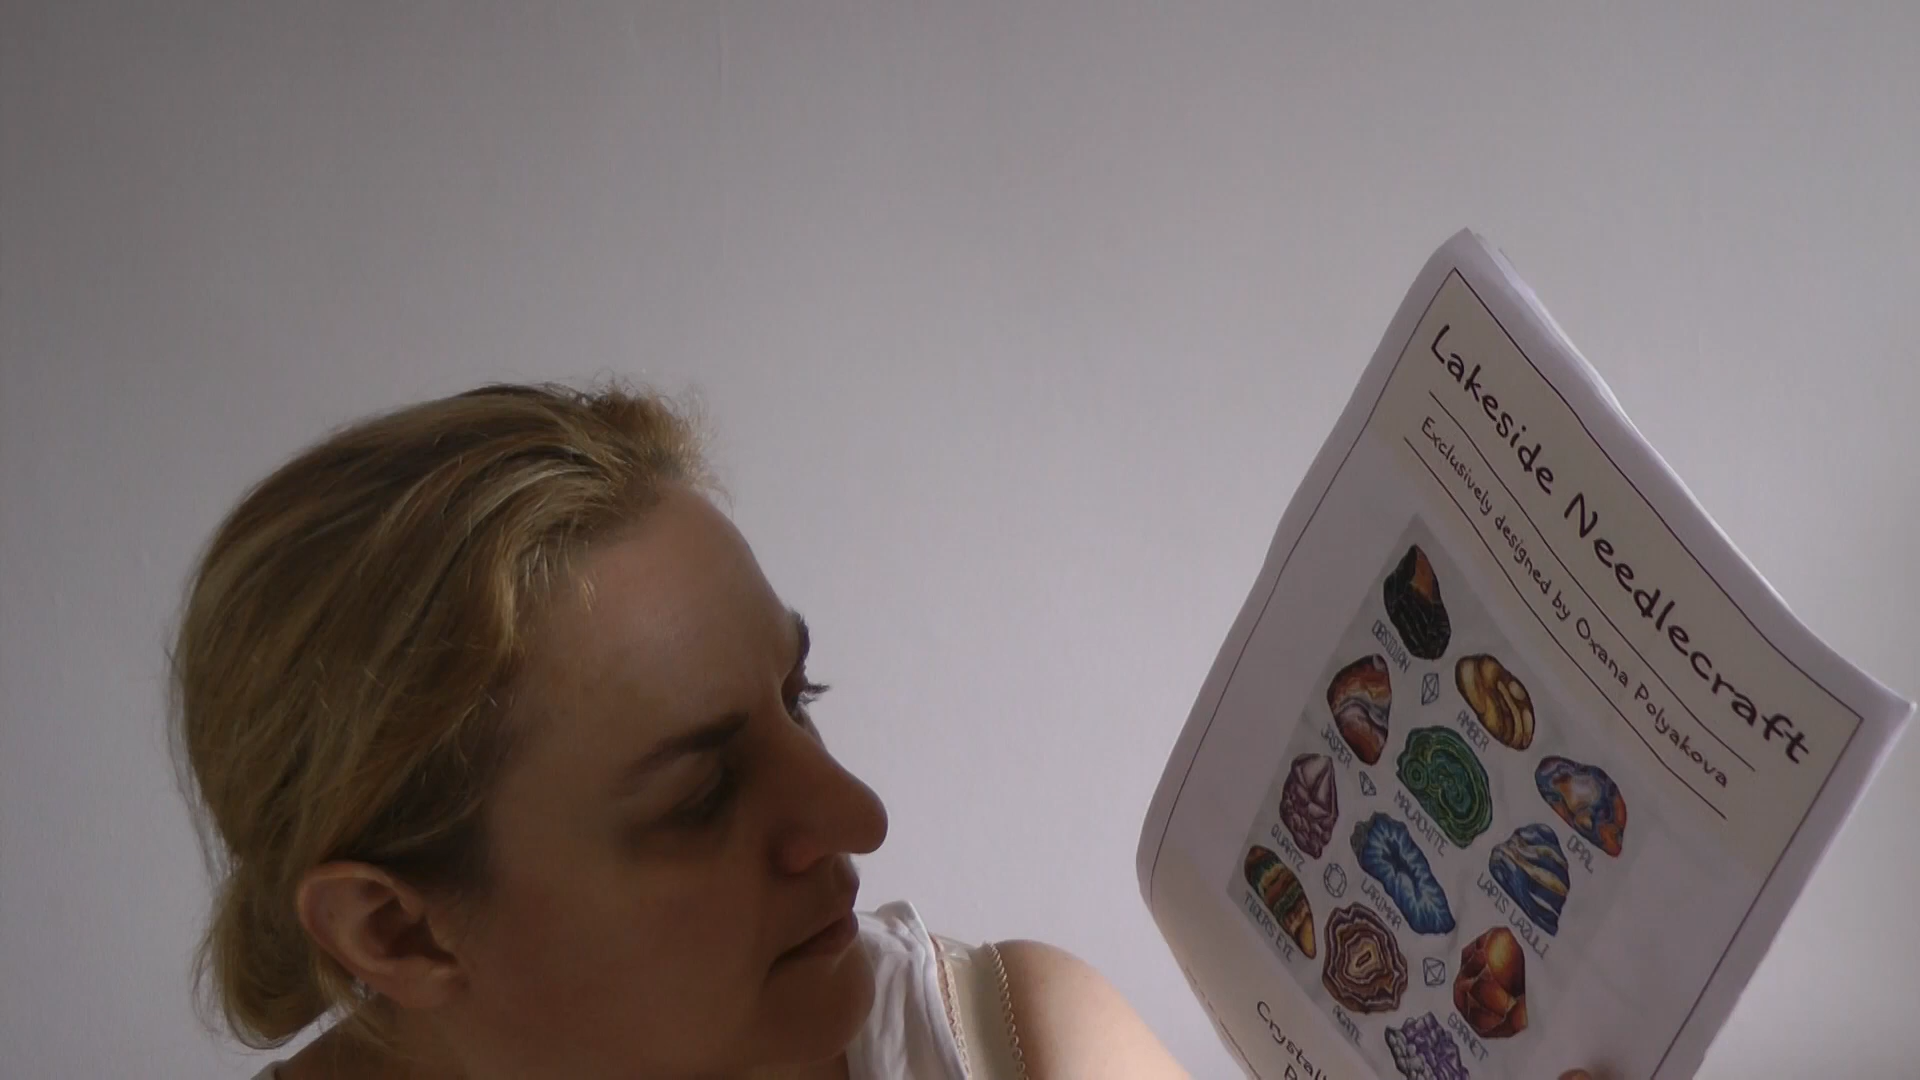 Lakeside Needlecraft
Exclusively designed by Oxana Polyakova
OBSIDIAN
AMBER
JASPER
OPAL
MALACHITE
QUARTZ
LAPIS LAZULI
LARIMAR
TIGERS EYE
GARNET
AGATE